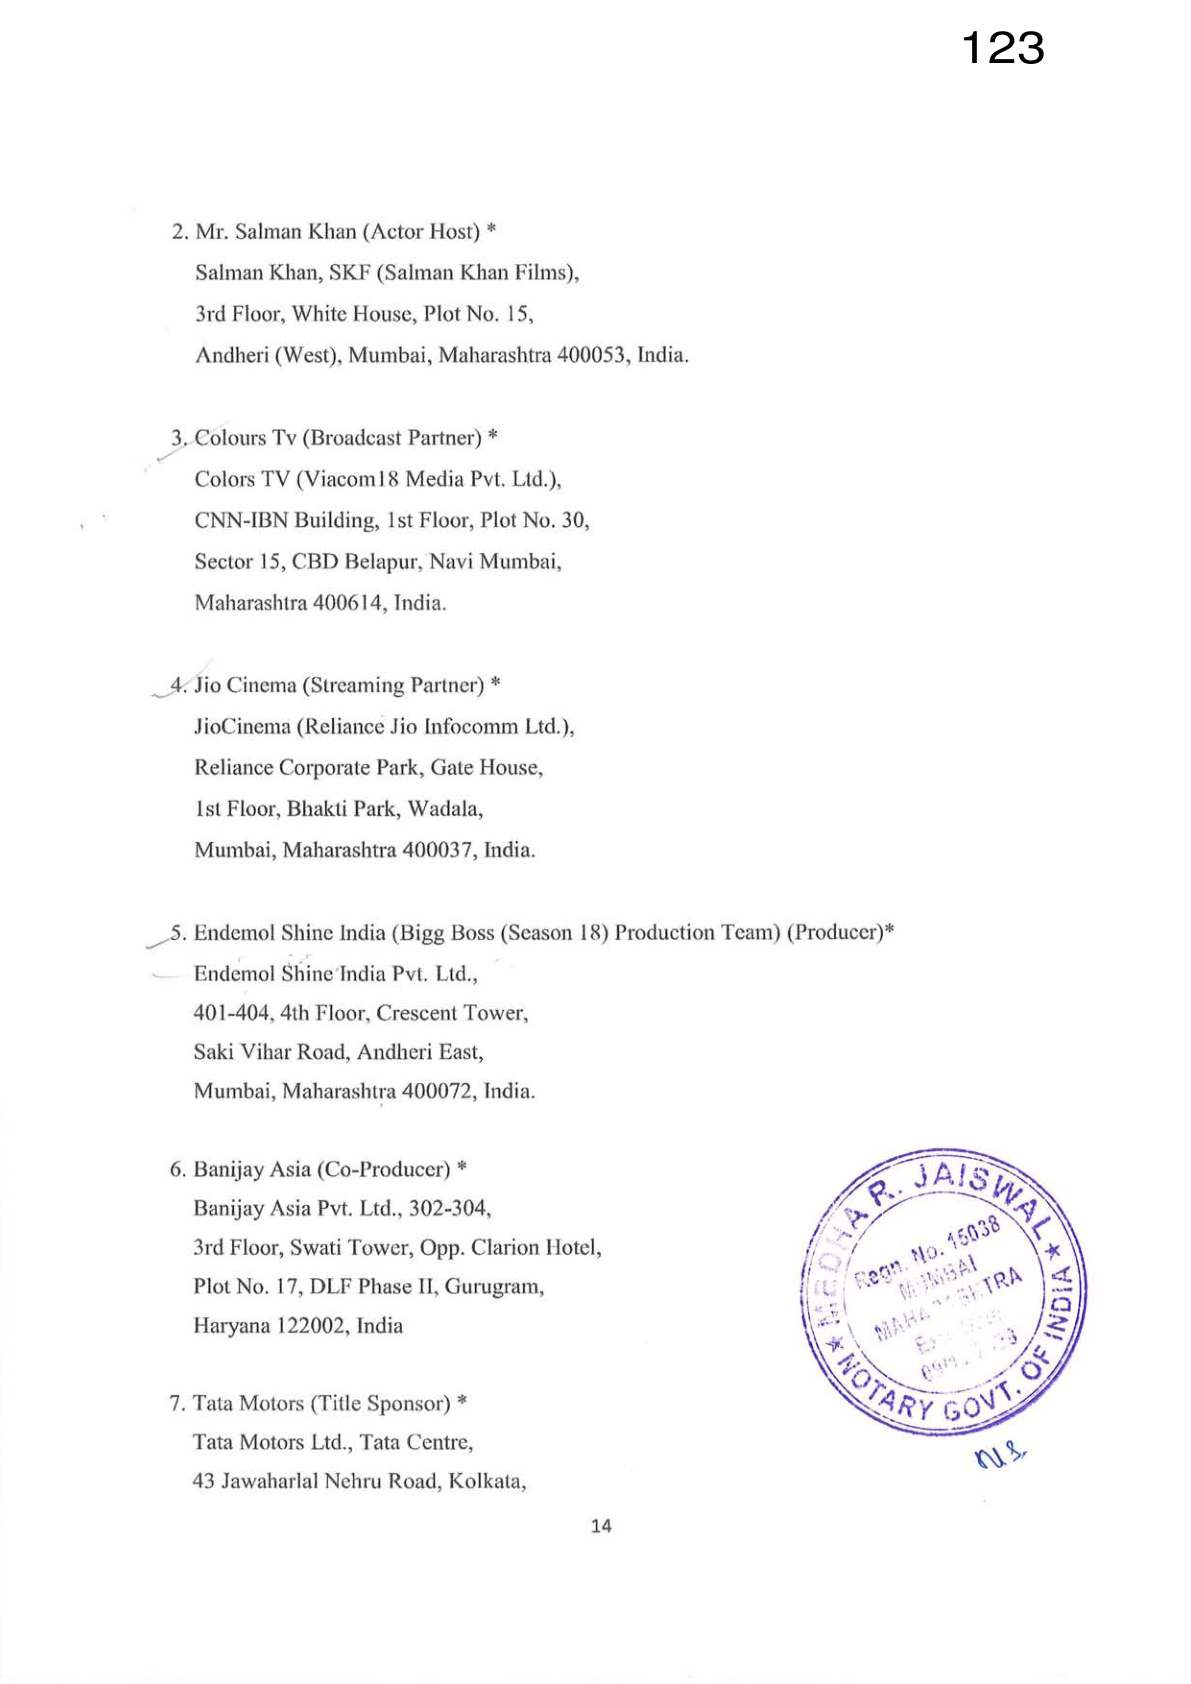 123
2. Mr. Salman Khan (Actor Host) *
Salman Khan, SKF (Salman Khan Films),
3rd Floor, White House, Plot No. 15,
Andheri (West), Mumbai, Maharashtra 400053, India.
3. Colours Tv (Broadcast Partner) *
Colors TV (Viacom18 Media Pvt. Ltd.),
CNN-IBN Building, 1st Floor, Plot No. 30,
Sector 15, CBD Belapur, Navi Mumbai,
Maharashtra 400614, India.
4. Jio Cinema (Streaming Partner) *
JioCinema (Reliance Jio Infocomm Ltd.),
Reliance Corporate Park, Gate House,
1st Floor, Bhakti Park, Wadala,
Mumbai, Maharashtra 400037, India.
5. Endemol Shine India (Bigg Boss (Season 18) Production Team) (Producer)*
Endemol Shine India Pvt. Ltd.,
401-404, 4th Floor, Crescent Tower,
Saki Vihar Road, Andheri East,
Mumbai, Maharashtra 400072, India.
6. Banijay Asia (Co-Producer) *
Banijay Asia Pvt. Ltd., 302-304,
3rd Floor, Swati Tower, Opp. Clarion Hotel,
Plot No. 17, DLF Phase II, Gurugram,
Haryana 122002, India
MEDHA R. JAISWAL
Regn. No. 15038
MUMBAI
MAHARASHTRA
NOTARY GOVT. OF INDIA
7. Tata Motors (Title Sponsor) *
Tata Motors Ltd., Tata Centre,
43 Jawaharlal Nehru Road, Kolkata,
14